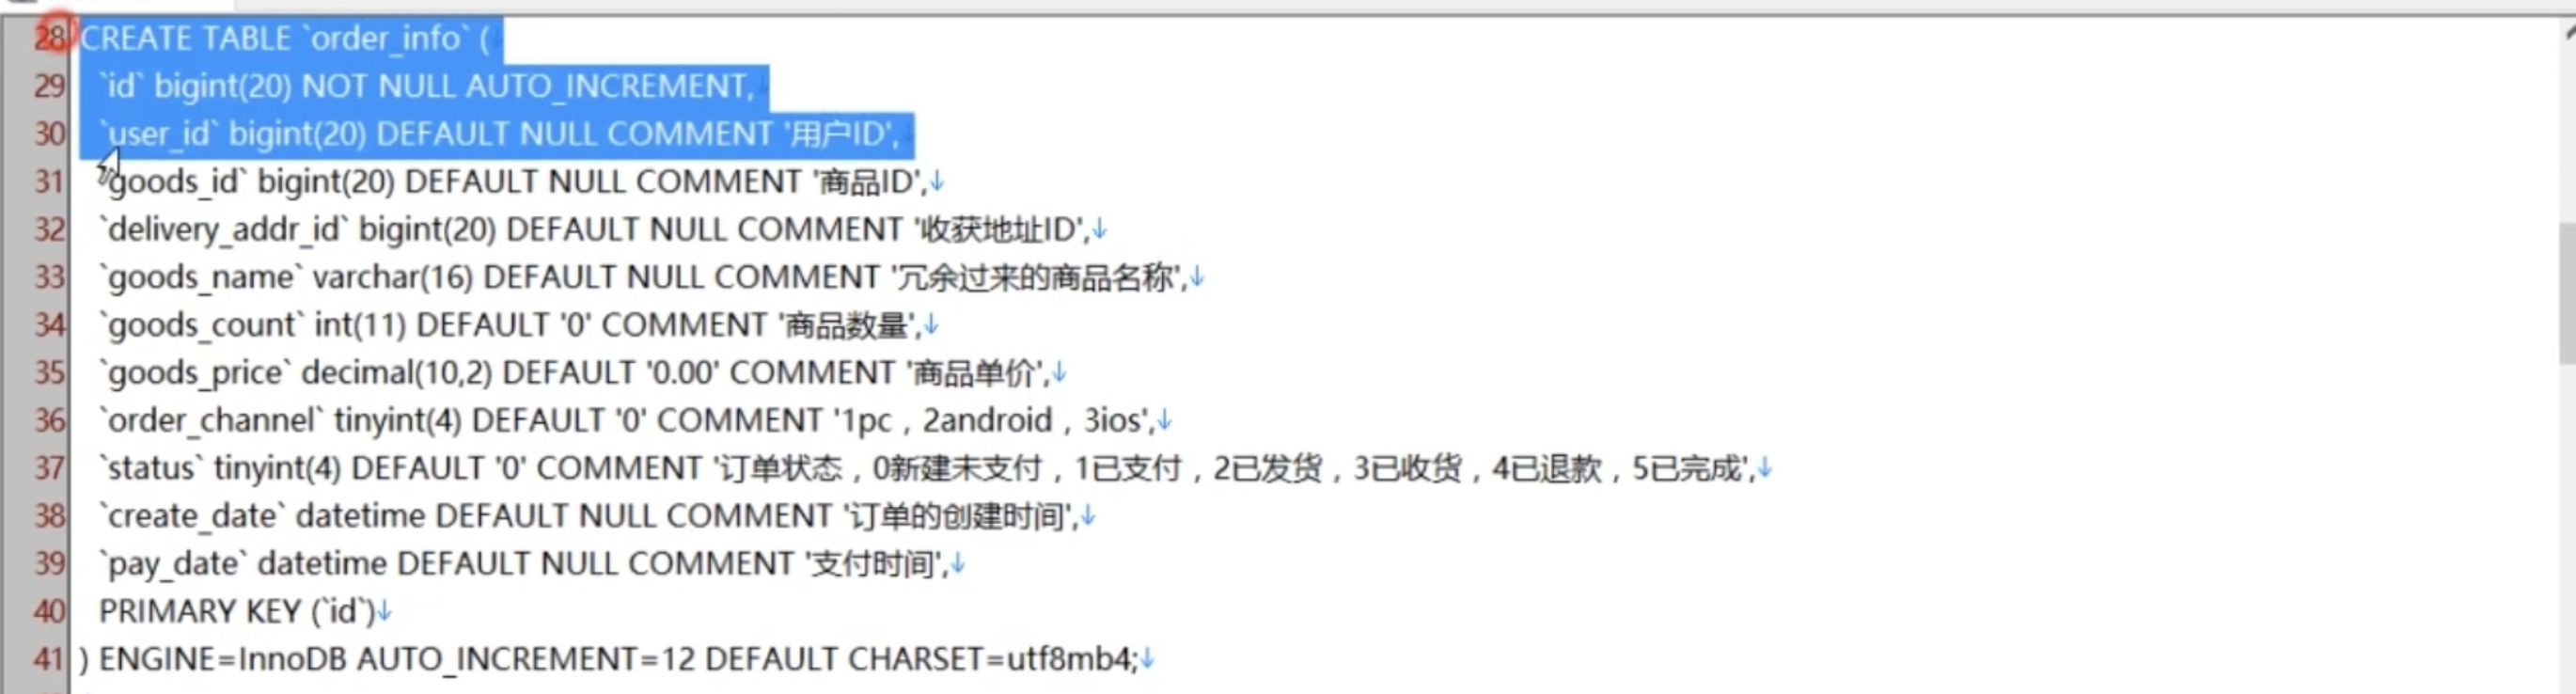 28 CREATE TABLE `order_info` (
29 `id` bigint(20) NOT NULL AUTO_INCREMENT,
30 `user_id` bigint(20) DEFAULT NULL COMMENT '用户ID',
31 `goods_id` bigint(20) DEFAULT NULL COMMENT '商品ID',
32 `delivery_addr_id` bigint(20) DEFAULT NULL COMMENT '收获地址ID',
33 `goods_name` varchar(16) DEFAULT NULL COMMENT '冗余过来的商品名称',
34 `goods_count` int(11) DEFAULT '0' COMMENT '商品数量',
35 `goods_price` decimal(10,2) DEFAULT '0.00' COMMENT '商品单价',
36 `order_channel` tinyint(4) DEFAULT '0' COMMENT '1pc，2android，3ios',
37 `status` tinyint(4) DEFAULT '0' COMMENT '订单状态，0新建未支付，1已支付，2已发货，3已收货，4已退款，5已完成',
38 `create_date` datetime DEFAULT NULL COMMENT '订单的创建时间',
39 `pay_date` datetime DEFAULT NULL COMMENT '支付时间',
40 PRIMARY KEY (`id`)
41 ) ENGINE=InnoDB AUTO_INCREMENT=12 DEFAULT CHARSET=utf8mb4;